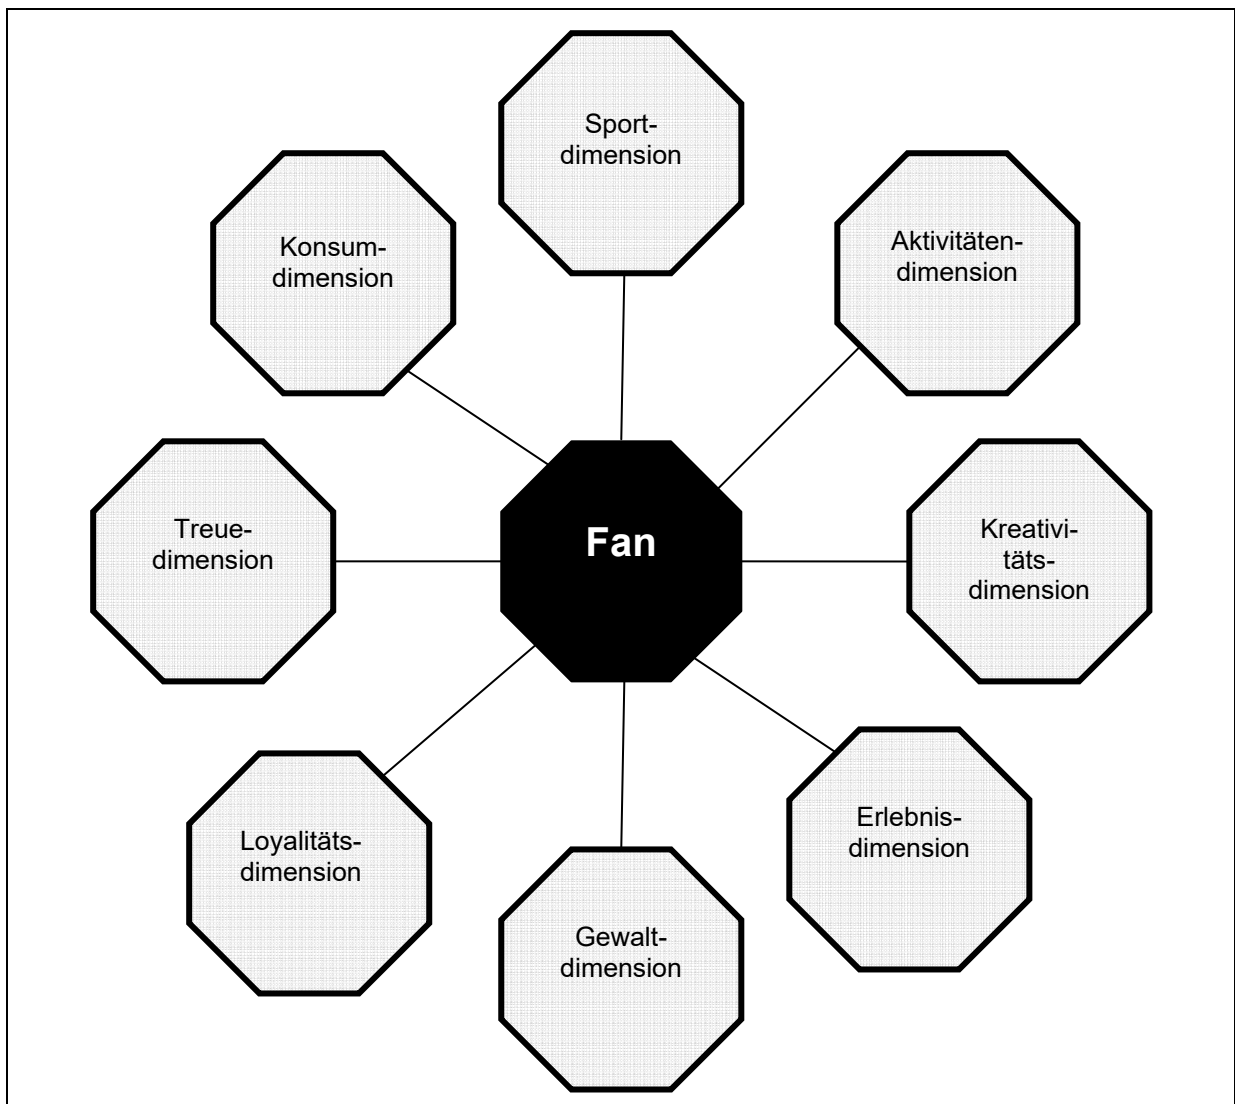 Sport-
dimension
Konsum-
dimension
Aktivitäten-
dimension
Treue-
dimension
Fan
Kreativi-
täts-
dimension
Loyalitäts-
dimension
Erlebnis-
dimension
Gewalt-
dimension